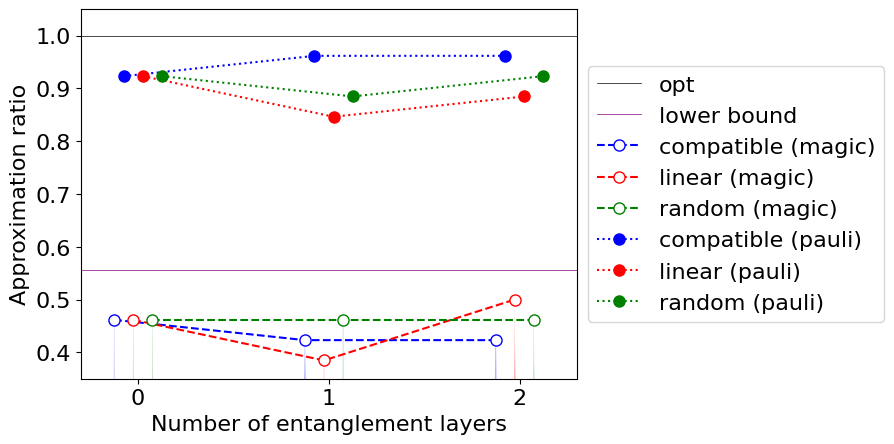 1.0
0.9
0.8
0.7
0.6
0.5
0.4
Approximation ratio
0
1
2
Number of entanglement layers
opt
lower bound
compatible (magic)
linear (magic)
random (magic)
compatible (pauli)
linear (pauli)
random (pauli)